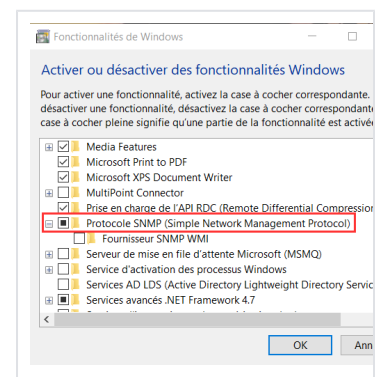 Fonctionnalités de Windows
Activer ou désactiver des fonctionnalités Windows
Pour activer une fonctionnalité, activez la case à cocher correspondante.
désactiver une fonctionnalité, désactivez la case à cocher correspondant
case à cocher pleine signifie qu'une partie de la fonctionnalité est activé
Media Features
Microsoft Print to PDF
Microsoft XPS Document Writer
MultiPoint Connector
Prise en charge de l'API RDC (Remote Differential Compression
Protocole SNMP (Simple Network Management Protocol)
Fournisseur SNMP WMI
Serveur de mise en file d'attente Microsoft (MSMQ)
Service d'activation des processus Windows
Services AD LDS (Active Directory Lightweight Directory Servic
Services avancés .NET Framework 4.7
OK
Ann